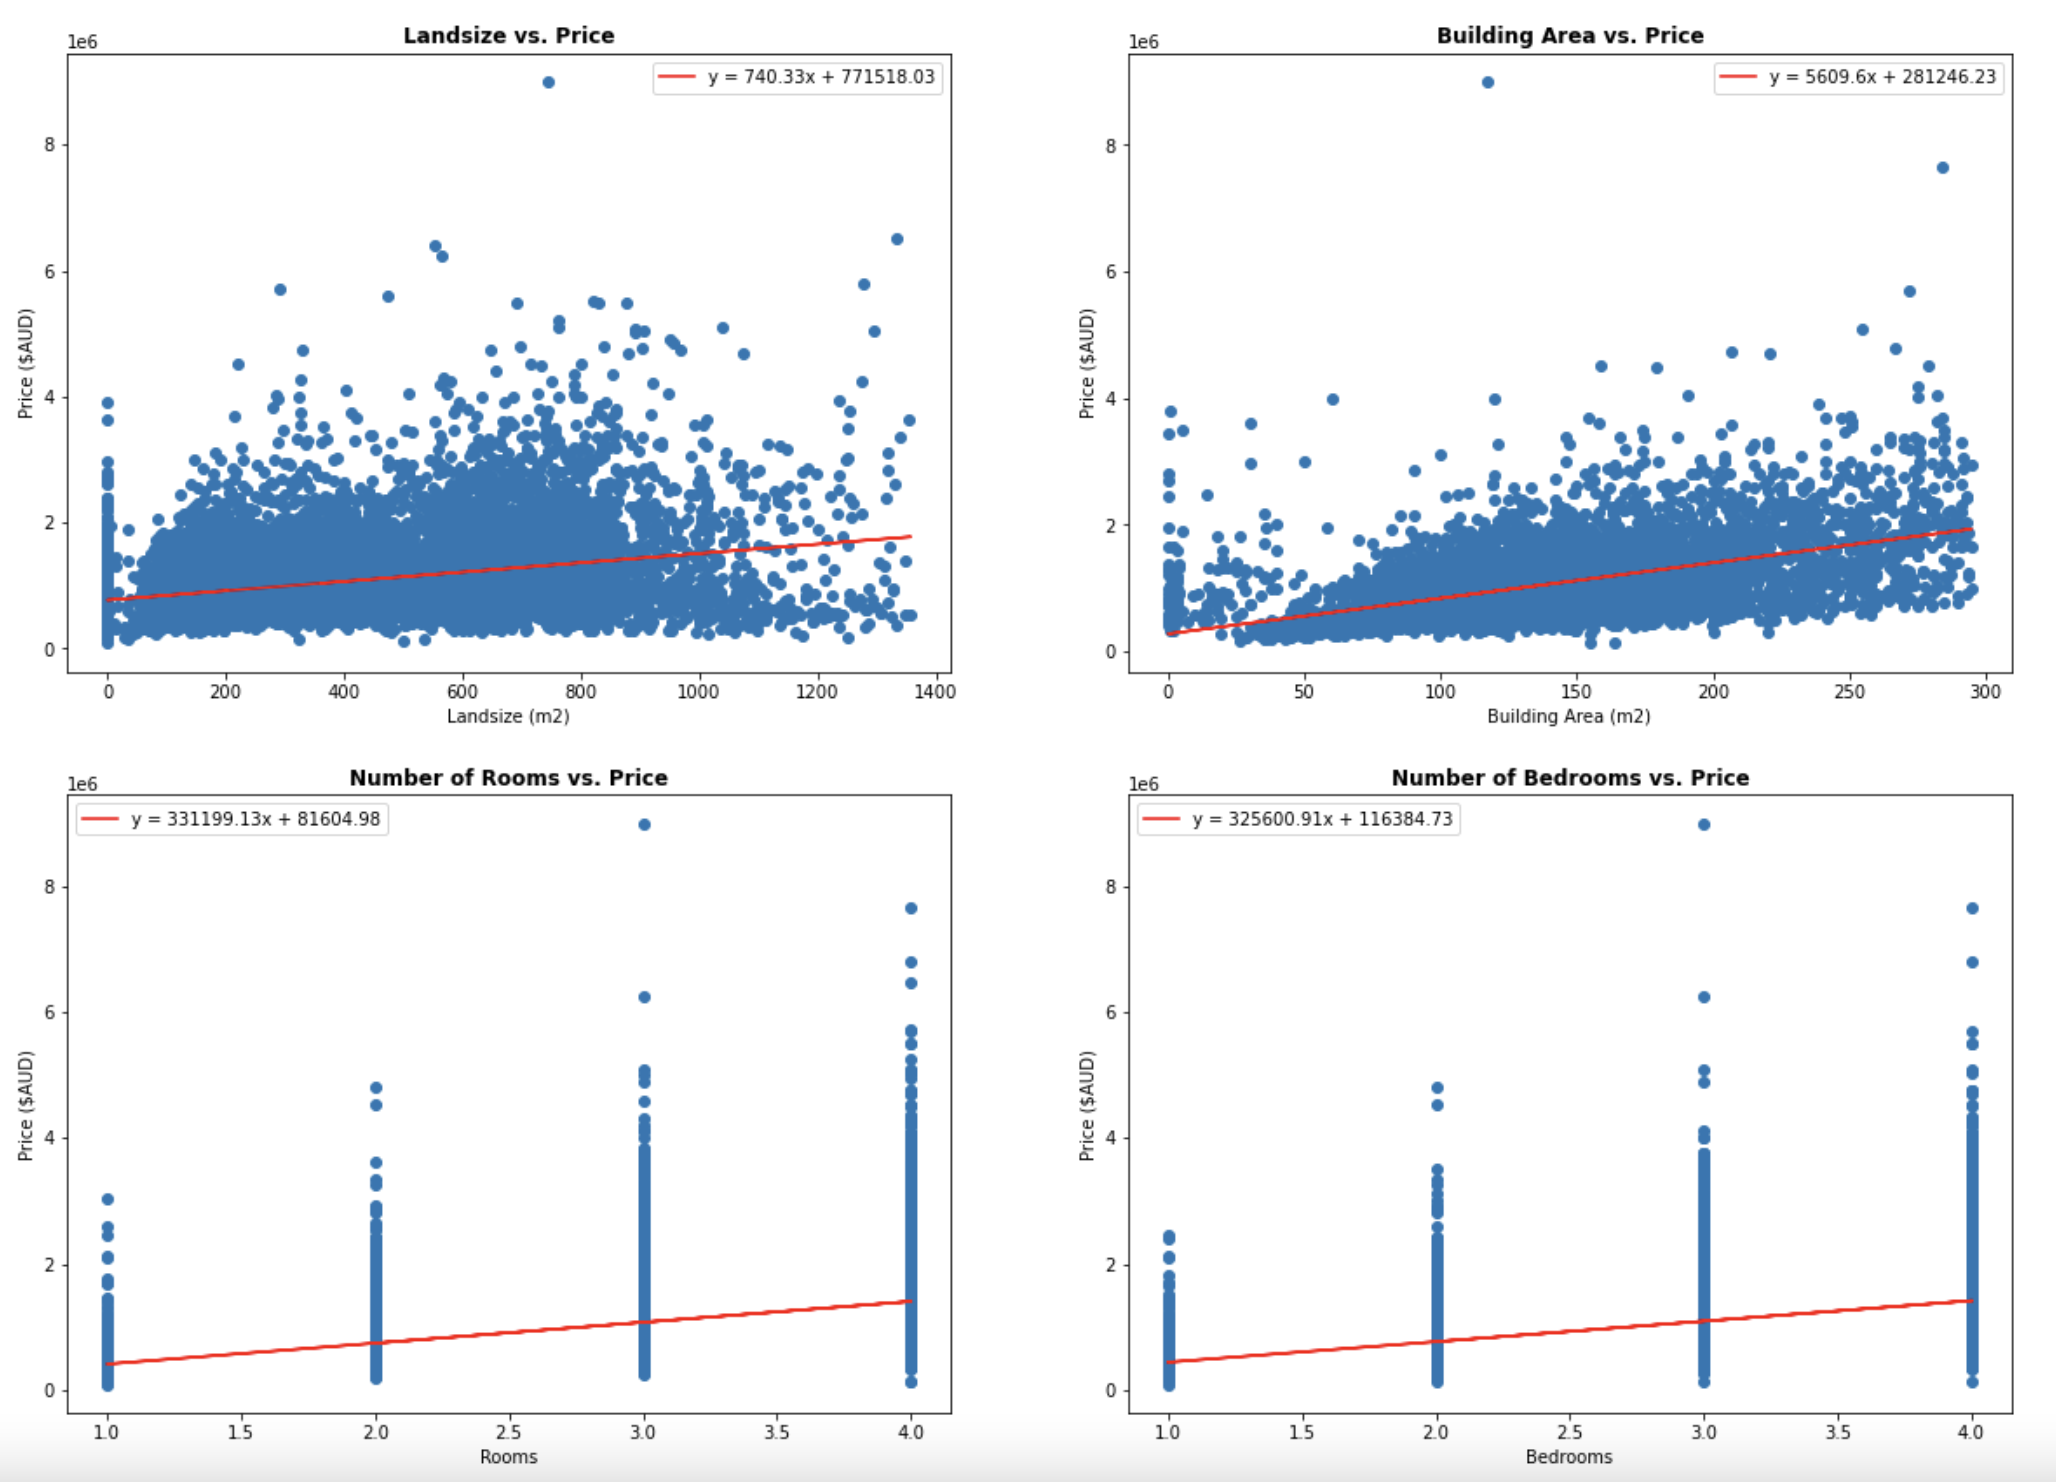 Landsize vs. Price
1e6
y = 740.33x + 771518.03
8
6
4
2
0
Price ($AUD)
0 200 400 600 800 1000 1200 1400
Landsize (m2)
Building Area vs. Price
1e6
y = 5609.6x + 281246.23
8
6
4
2
0
Price ($AUD)
0 50 100 150 200 250 300
Building Area (m2)
Number of Rooms vs. Price
1e6
y = 331199.13x + 81604.98
8
6
4
2
0
Price ($AUD)
1.0 1.5 2.0 2.5 3.0 3.5 4.0
Rooms
Number of Bedrooms vs. Price
1e6
y = 325600.91x + 116384.73
8
6
4
2
0
Price ($AUD)
1.0 1.5 2.0 2.5 3.0 3.5 4.0
Bedrooms